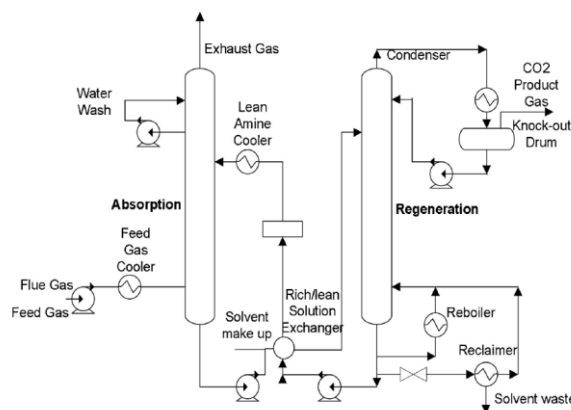 Exhaust Gas
Condenser
CO2
Product
Gas
Knock-out
Drum
Water
Wash
Lean
Amine
Cooler
Absorption
Regeneration
Feed
Gas
Cooler
Flue Gas
Feed Gas
Solvent
make up
Rich/lean
Solution
Exchanger
Reboiler
Reclaimer
Solvent waste